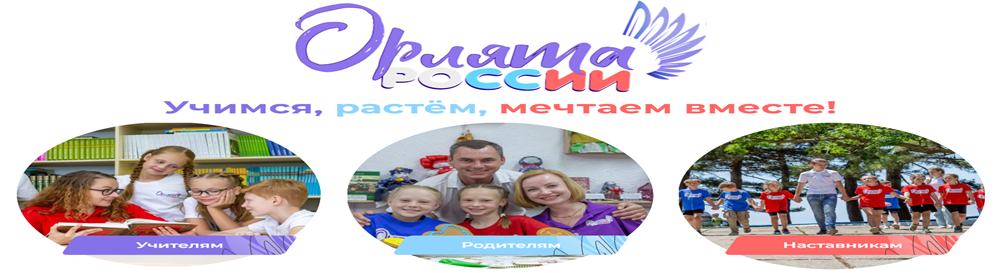 Орлята
РОССИИ
Учимся, растём, мечтаем вместе!
Учителям
Родителям
Наставникам